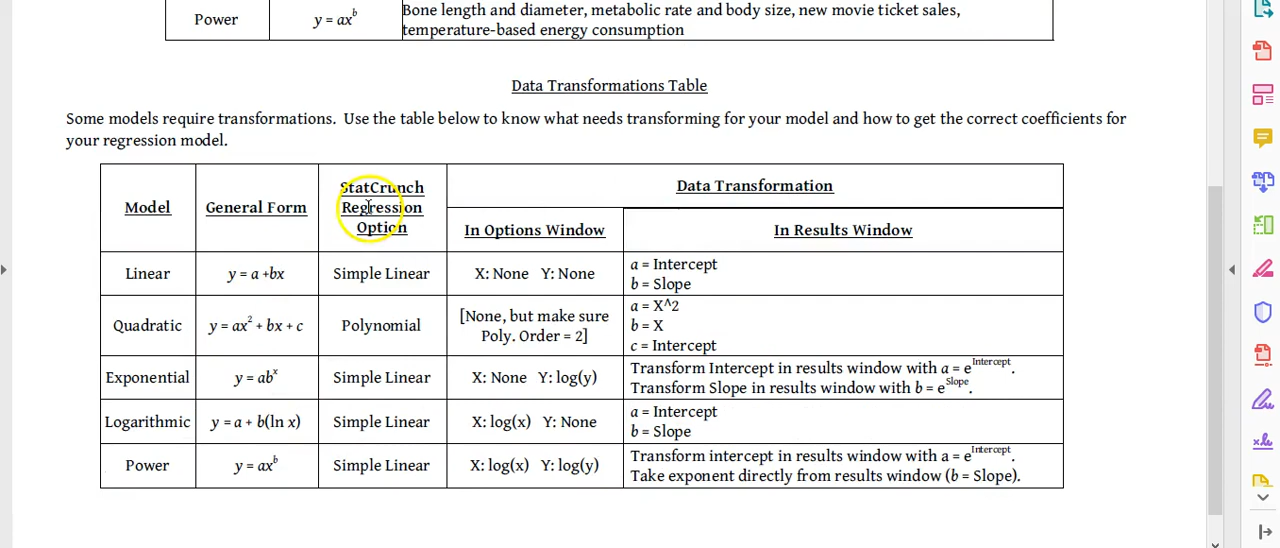 Power y = ax^b Bone length and diameter, metabolic rate and body size, new movie ticket sales,
temperature-based energy consumption
Data Transformations Table
Some models require transformations. Use the table below to know what needs transforming for your model and how to get the correct coefficients for
your regression model.
Model General Form StatCrunch Regression Option Data Transformation
In Options Window In Results Window
Linear y = a +bx Simple Linear X: None Y: None a = Intercept
b = Slope
Quadratic y = ax² + bx + c Polynomial [None, but make sure Poly. Order = 2] a = X^2
b = X
c = Intercept
Exponential y = ab^x Simple Linear X: None Y: log(y) Transform Intercept in results window with a = e^Intercept.
Transform Slope in results window with b = e^Slope.
Logarithmic y = a + b(ln x) Simple Linear X: log(x) Y: None a = Intercept
b = Slope
Power y = ax^b Simple Linear X: log(x) Y: log(y) Transform intercept in results window with a = e^Intercept.
Take exponent directly from results window (b = Slope).